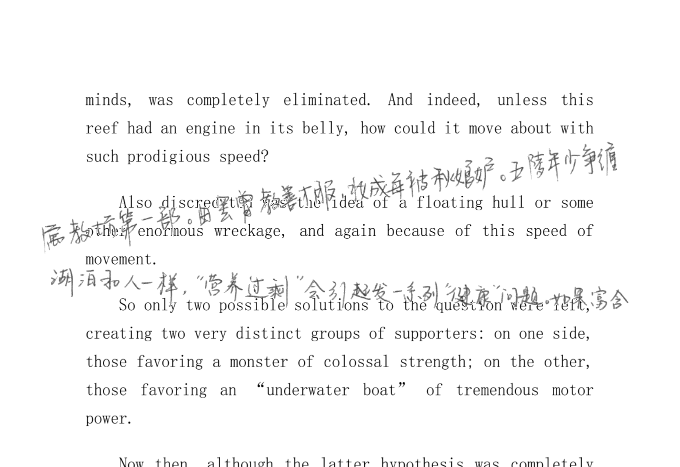 minds, was completely eliminated. And indeed, unless this
reef had an engine in its belly, how could it move about with
such prodigious speed?
属教坊第一部。曲罢曾教善才服,妆成每被秋娘妒。五陵年少争缠
Also discredited was the idea of a floating hull or some
other enormous wreckage, and again because of this speed of
movement.
湖泊和人一样,“营养过剩”会引起发一系列“健康”问题。如果富含
So only two possible solutions to the question were left,
creating two very distinct groups of supporters: on one side,
those favoring a monster of colossal strength; on the other,
those favoring an “underwater boat” of tremendous motor
power.
Now then, although the latter hypothesis was completely